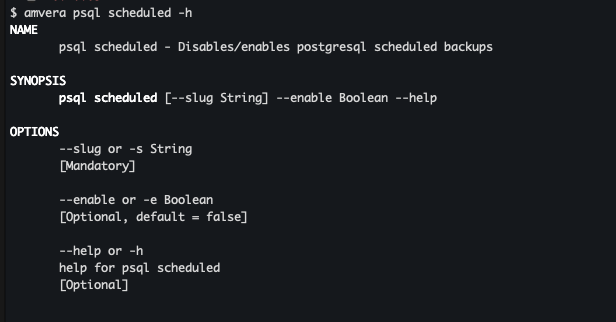 $ amvera psql scheduled -h
NAME
psql scheduled - Disables/enables postgresql scheduled backups
SYNOPSIS
psql scheduled [--slug String] --enable Boolean --help
OPTIONS
--slug or -s String
[Mandatory]
--enable or -e Boolean
[Optional, default = false]
--help or -h
help for psql scheduled
[Optional]